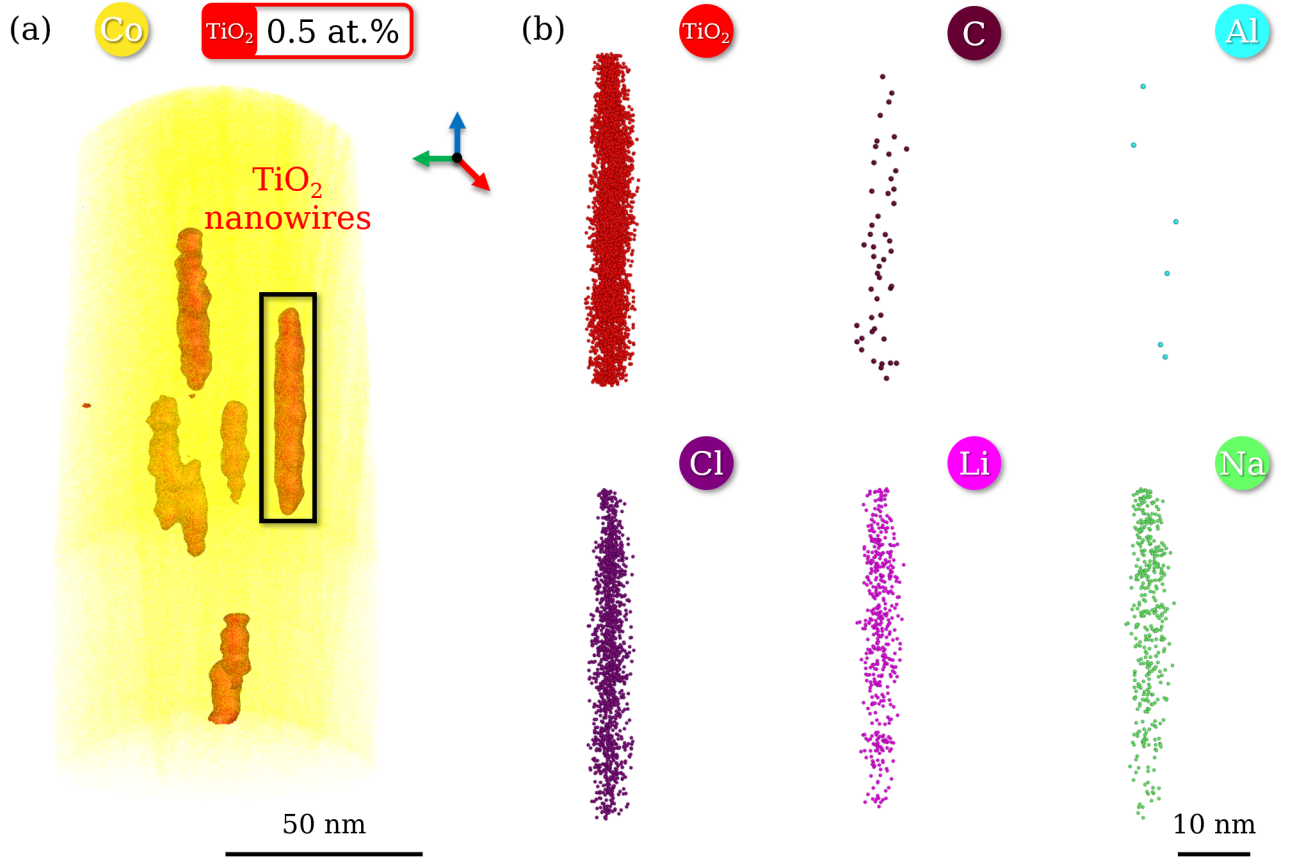 (a) Co TiO₂ 0.5 at.%
TiO₂
nanowires
50 nm
(b) TiO₂ C Al
Cl Li Na
10 nm